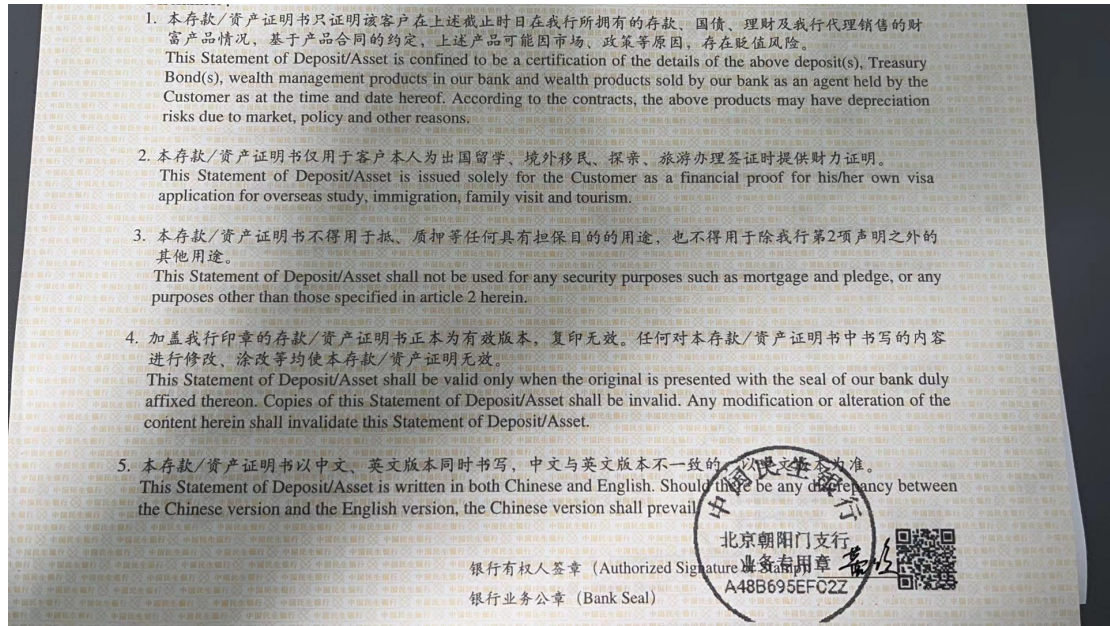 1. 本存款/资产证明书只证明该客户在上述截止时日在我行所拥有的存款、国债、理财及我行代理销售的财
富产品情况，基于产品合同的约定，上述产品可能因市场、政策等原因，存在贬值风险。
This Statement of Deposit/Asset is confined to be a certification of the details of the above deposit(s), Treasury
Bond(s), wealth management products in our bank and wealth products sold by our bank as an agent held by the
Customer as at the time and date hereof. According to the contracts, the above products may have depreciation
risks due to market, policy and other reasons.
2. 本存款/资产证明书仅用于客户本人为出国留学、境外移民、探亲、旅游办理签证时提供财力证明。
This Statement of Deposit/Asset is issued solely for the Customer as a financial proof for his/her own visa
application for overseas study, immigration, family visit and tourism.
3. 本存款/资产证明书不得用于抵、质押等任何具有担保目的的用途，也不得用于除我行第2项声明之外的
其他用途。
This Statement of Deposit/Asset shall not be used for any security purposes such as mortgage and pledge, or any
purposes other than those specified in article 2 herein.
4. 加盖我行印章的存款/资产证明书正本为有效版本，复印无效。任何对本存款/资产证明书中书写的内容
进行修改、涂改等均使本存款/资产证明无效。
This Statement of Deposit/Asset shall be valid only when the original is presented with the seal of our bank duly
affixed thereon. Copies of this Statement of Deposit/Asset shall be invalid. Any modification or alteration of the
content herein shall invalidate this Statement of Deposit/Asset.
5. 本存款/资产证明书以中文、英文版本同时书写，中文与英文版本不一致的，以中文版本为准。
This Statement of Deposit/Asset is written in both Chinese and English. Should there be any discrepancy between
the Chinese version and the English version, the Chinese version shall prevail
中国民生银行
北京朝阳门支行
业务专用章
A48B695EFC2Z
银行有权人签章（Authorized Signature or Stamp）
银行业务公章（Bank Seal）